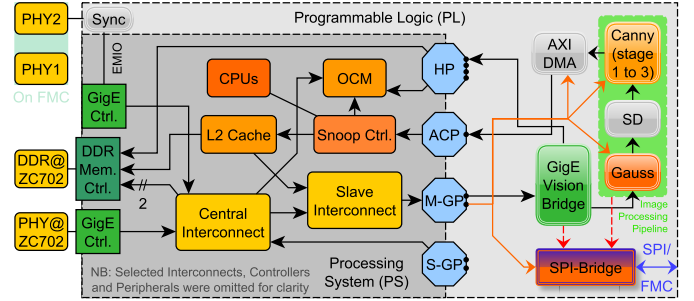 PHY2
Sync
Programmable Logic (PL)
PHY1
On FMC
EMIO
GigE
Ctrl.
CPUs
OCM
HP
AXI
DMA
Canny
(stage
1 to 3)
L2 Cache
Snoop Ctrl.
ACP
SD
DDR@
ZC702
DDR
Mem.
Ctrl.
//
2
Central
Interconnect
Slave
Interconnect
M-GP
GigE
Vision
Bridge
Gauss
Image
Processing
Pipeline
PHY@
ZC702
GigE
Ctrl.
S-GP
Processing
System (PS)
NB: Selected Interconnects, Controllers
and Peripherals were omitted for clarity
SPI-Bridge
SPI/
FMC